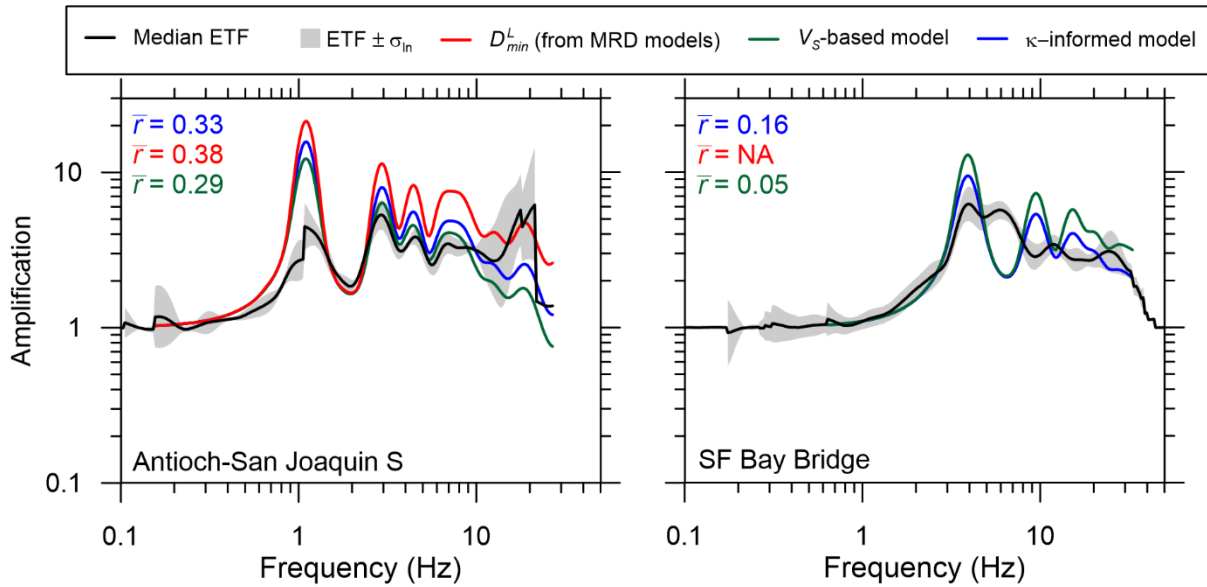 Median ETF   ETF ± σln   D^L_min (from MRD models)   VS-based model   κ–informed model
r̅ = 0.33
r̅ = 0.38
r̅ = 0.29
r̅ = 0.16
r̅ = NA
r̅ = 0.05
10
1
0.1
Amplification
Antioch-San Joaquin S
SF Bay Bridge
0.1   1   10   0.1   1   10
Frequency (Hz)   Frequency (Hz)